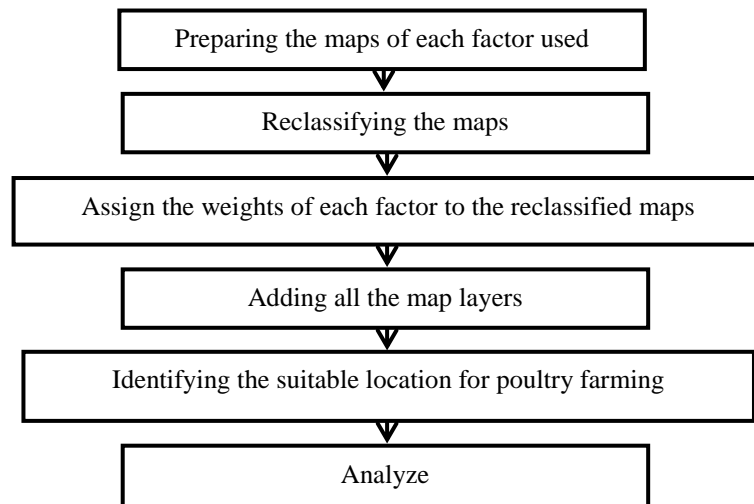 Preparing the maps of each factor used
Reclassifying the maps
Assign the weights of each factor to the reclassified maps
Adding all the map layers
Identifying the suitable location for poultry farming
Analyze